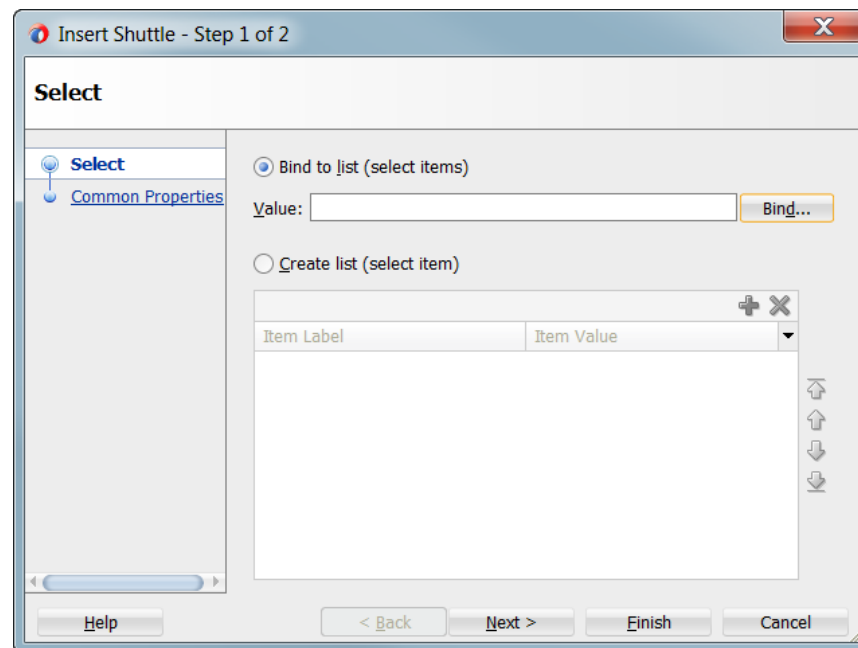 Insert Shuttle - Step 1 of 2
Select
Select
Common Properties
Bind to list (select items)
Value:
Bind...
Create list (select item)
Item Label Item Value
Help < Back Next > Finish Cancel